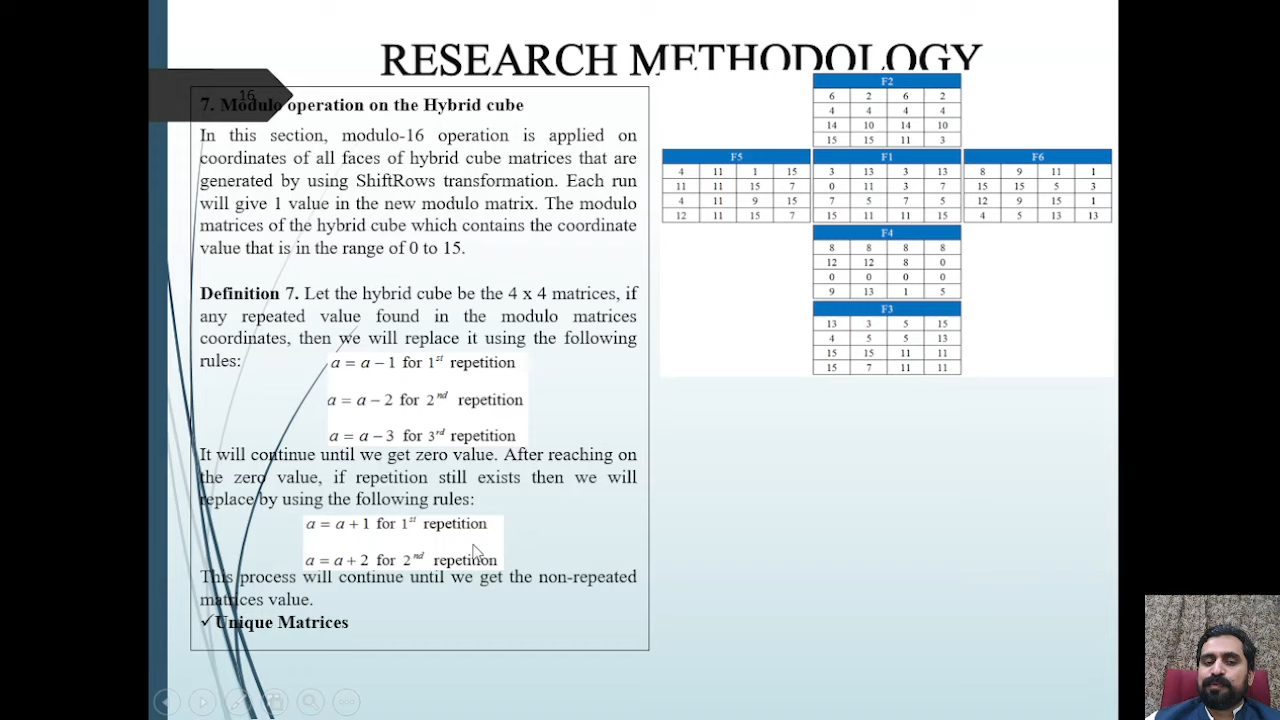 RESEARCH METHODOLOGY
16
7. Modulo operation on the Hybrid cube
In this section, modulo-16 operation is applied on
coordinates of all faces of hybrid cube matrices that are
generated by using ShiftRows transformation. Each run
will give 1 value in the new modulo matrix. The modulo
matrices of the hybrid cube which contains the coordinate
value that is in the range of 0 to 15.
Definition 7. Let the hybrid cube be the 4 x 4 matrices, if
any repeated value found in the modulo matrices
coordinates, then we will replace it using the following
rules:
a = a − 1 for 1st repetition
a = a − 2 for 2nd repetition
a = a − 3 for 3rd repetition
It will continue until we get zero value. After reaching on
the zero value, if repetition still exists then we will
replace by using the following rules:
a = a + 1 for 1st repetition
a = a + 2 for 2nd repetition
This process will continue until we get the non-repeated
matrices value.
✓Unique Matrices
F2
6 2 6 2
4 4 4 4
14 10 14 10
15 15 11 3
F5
4 11 1 15
11 11 15 7
4 11 9 15
12 11 15 7
F1
3 13 3 13
0 11 3 7
7 5 7 5
15 11 11 15
F6
8 9 11 1
15 15 5 3
12 9 15 1
4 5 13 13
F4
8 8 8 8
12 12 8 0
0 0 0 0
9 13 1 5
F3
13 3 5 15
4 5 5 13
15 15 11 11
15 7 11 11